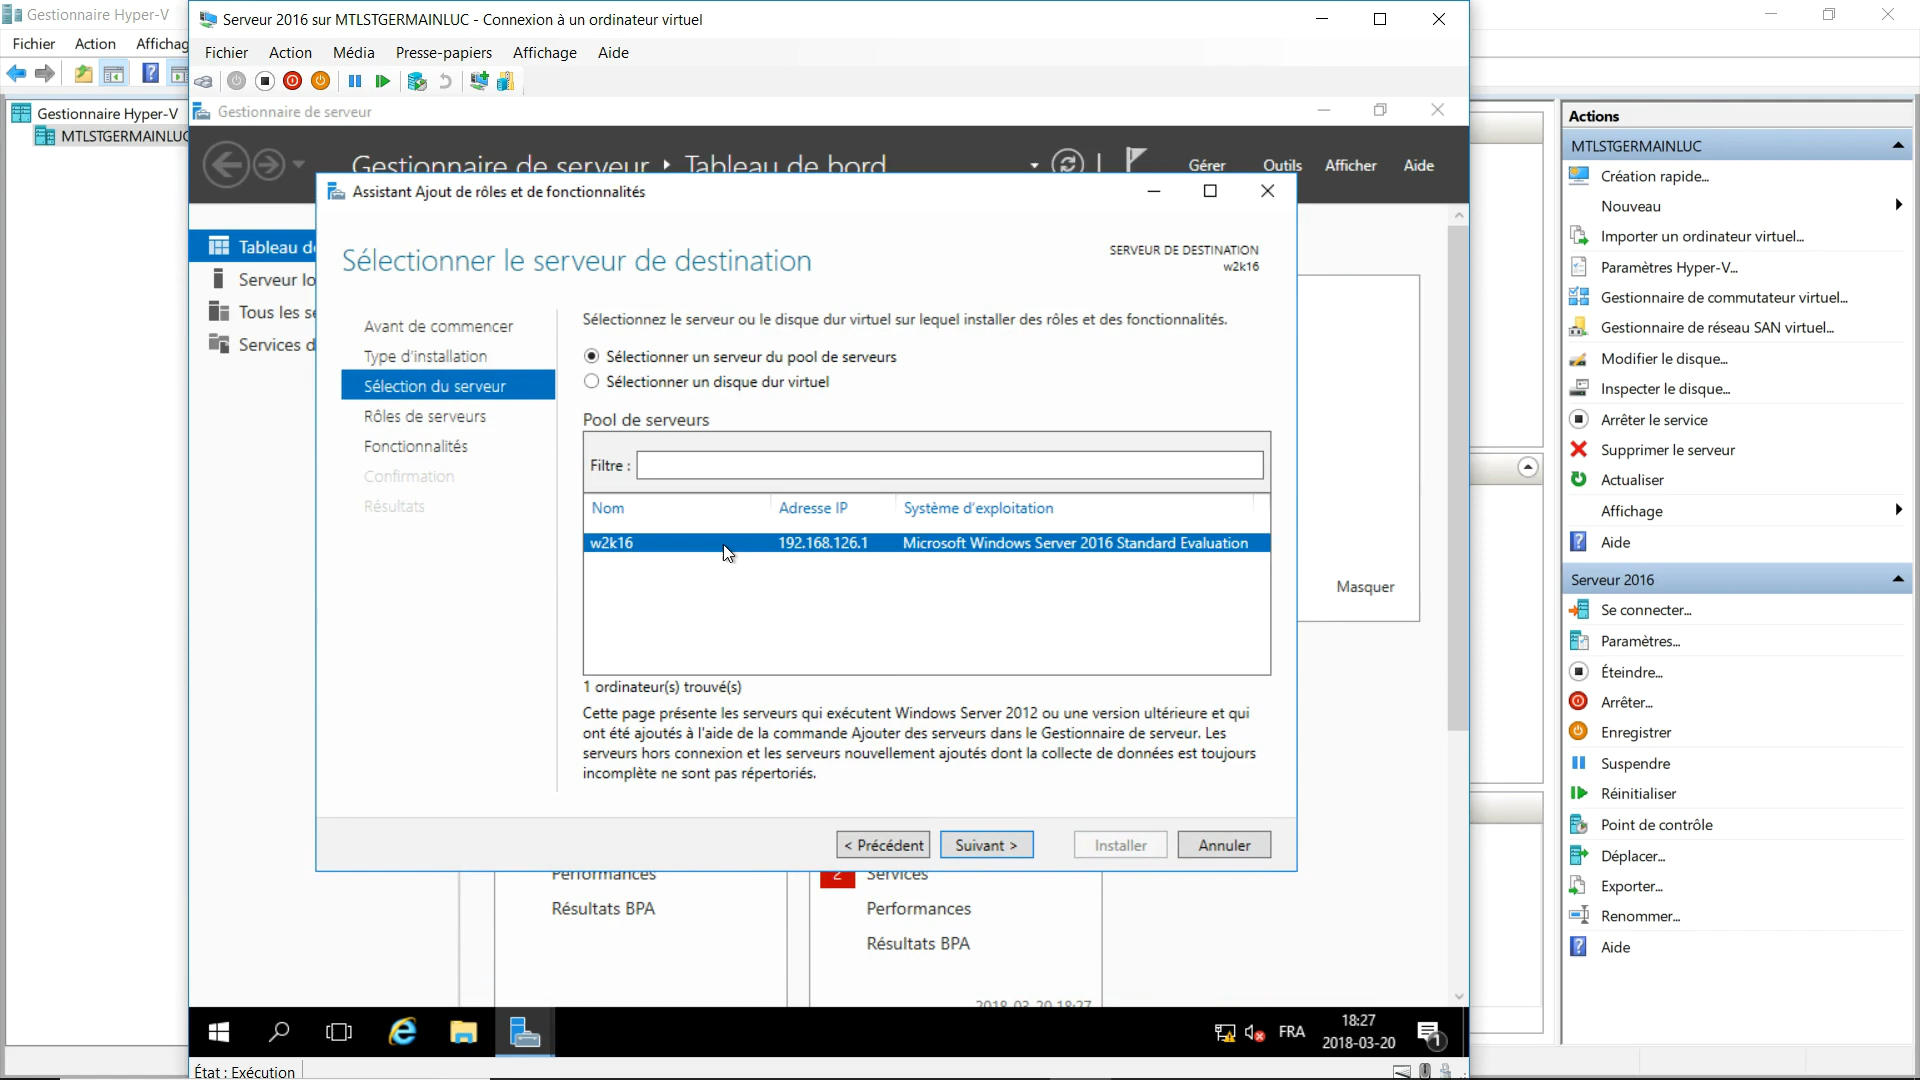 Gestionnaire Hyper-V
Fichier Action Affichag
Gestionnaire Hyper-V
MTLSTGERMAINLUC
Serveur 2016 sur MTLSTGERMAINLUC - Connexion à un ordinateur virtuel
Fichier Action Média Presse-papiers Affichage Aide
Gestionnaire de serveur
Gestionnaire de serveur Tableau de bord
Gérer Outils Afficher Aide
Tableau de
Serveur lo
Tous les se
Services d
Assistant Ajout de rôles et de fonctionnalités
Sélectionner le serveur de destination
SERVEUR DE DESTINATION
w2k16
Avant de commencer
Type d'installation
Sélection du serveur
Rôles de serveurs
Fonctionnalités
Confirmation
Résultats
Sélectionnez le serveur ou le disque dur virtuel sur lequel installer des rôles et des fonctionnalités.
Sélectionner un serveur du pool de serveurs
Sélectionner un disque dur virtuel
Pool de serveurs
Filtre :
Nom Adresse IP Système d'exploitation
w2k16 192.168.126.1 Microsoft Windows Server 2016 Standard Evaluation
1 ordinateur(s) trouvé(s)
Cette page présente les serveurs qui exécutent Windows Server 2012 ou une version ultérieure et qui
ont été ajoutés à l'aide de la commande Ajouter des serveurs dans le Gestionnaire de serveur. Les
serveurs hors connexion et les serveurs nouvellement ajoutés dont la collecte de données est toujours
incomplète ne sont pas répertoriés.
< Précédent Suivant > Installer Annuler
Masquer
Performances
Résultats BPA
2 Services
Performances
Résultats BPA
2018-03-20 18:27
FRA
18:27
2018-03-20
1
État : Exécution
Actions
MTLSTGERMAINLUC
Création rapide...
Nouveau
Importer un ordinateur virtuel...
Paramètres Hyper-V...
Gestionnaire de commutateur virtuel...
Gestionnaire de réseau SAN virtuel...
Modifier le disque...
Inspecter le disque...
Arrêter le service
Supprimer le serveur
Actualiser
Affichage
Aide
Serveur 2016
Se connecter...
Paramètres...
Éteindre...
Arrêter...
Enregistrer
Suspendre
Réinitialiser
Point de contrôle
Déplacer...
Exporter...
Renommer...
Aide